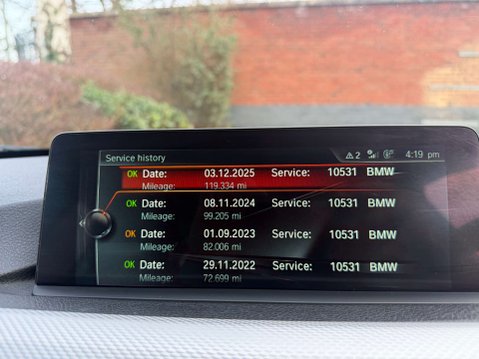 Service history ⚠2 4:19 pm
OK Date: 03.12.2025 Service: 10531 BMW
Mileage: 119.334 mi
OK Date: 08.11.2024 Service: 10531 BMW
Mileage: 99.205 mi
OK Date: 01.09.2023 Service: 10531 BMW
Mileage: 82.006 mi
OK Date: 29.11.2022 Service: 10531 BMW
Mileage: 72.699 mi